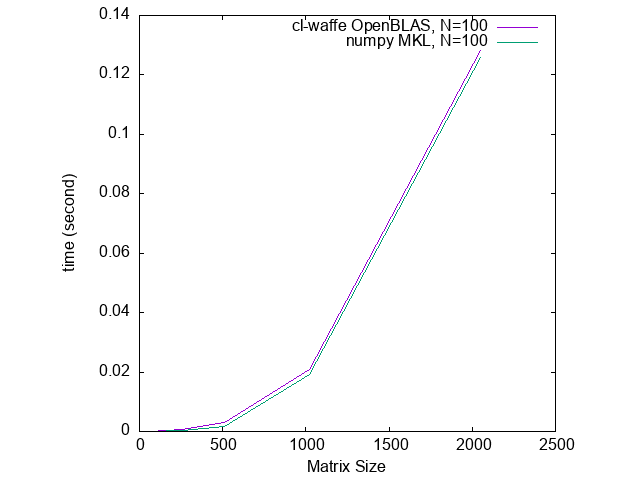 0.14
cl-waffe OpenBLAS, N=100
numpy MKL, N=100
0.12
0.1
0.08
time (second)
0.06
0.04
0.02
0
0 500 1000 1500 2000 2500
Matrix Size